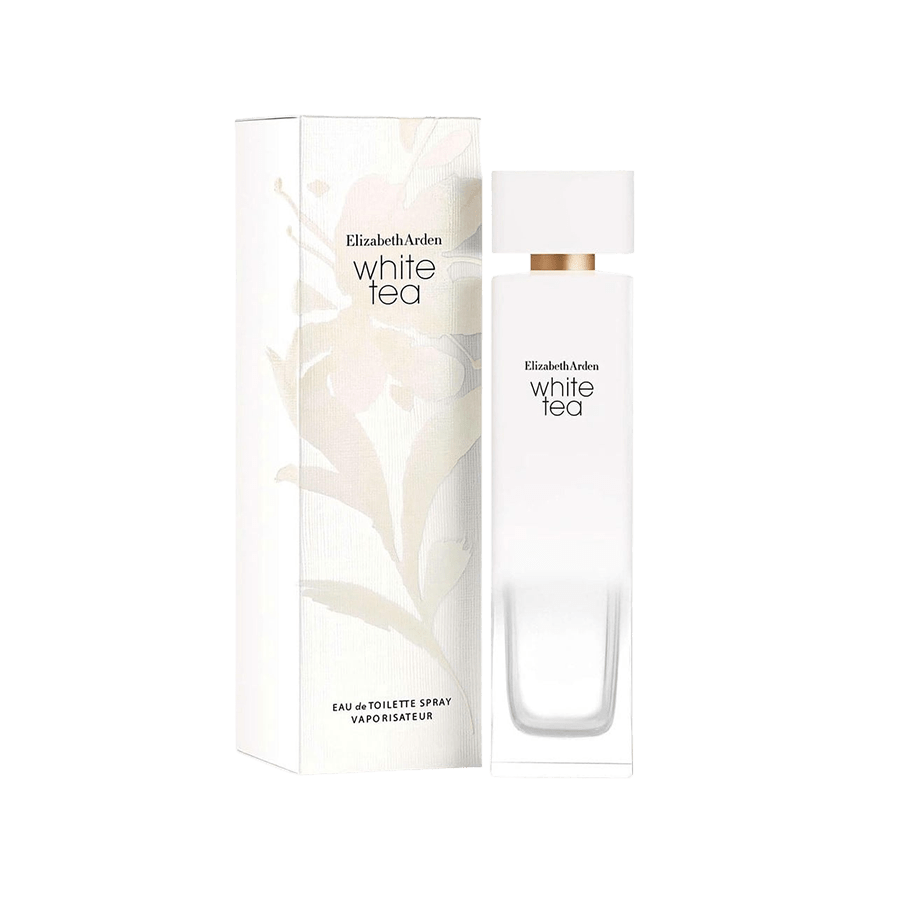 ElizabethArden
white
tea
EAU de TOILETTE SPRAY
VAPORISATEUR
ElizabethArden
white
tea